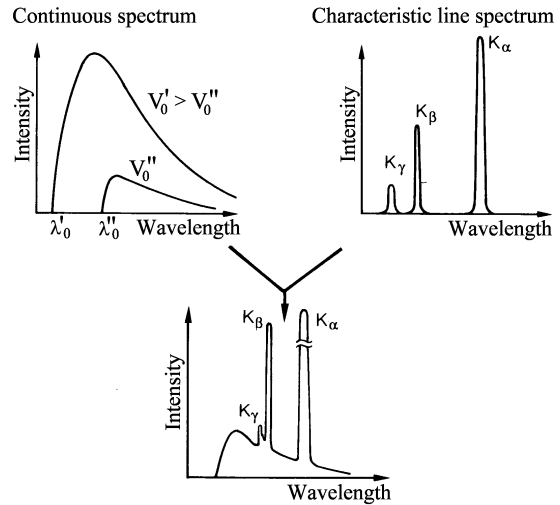 Continuous spectrum
Intensity
V₀' > V₀''
V₀''
λ'₀
λ''₀
Wavelength
Characteristic line spectrum
Intensity
Kα
Kβ
Kγ
Wavelength
Intensity
Kβ
Kα
Kγ
Wavelength